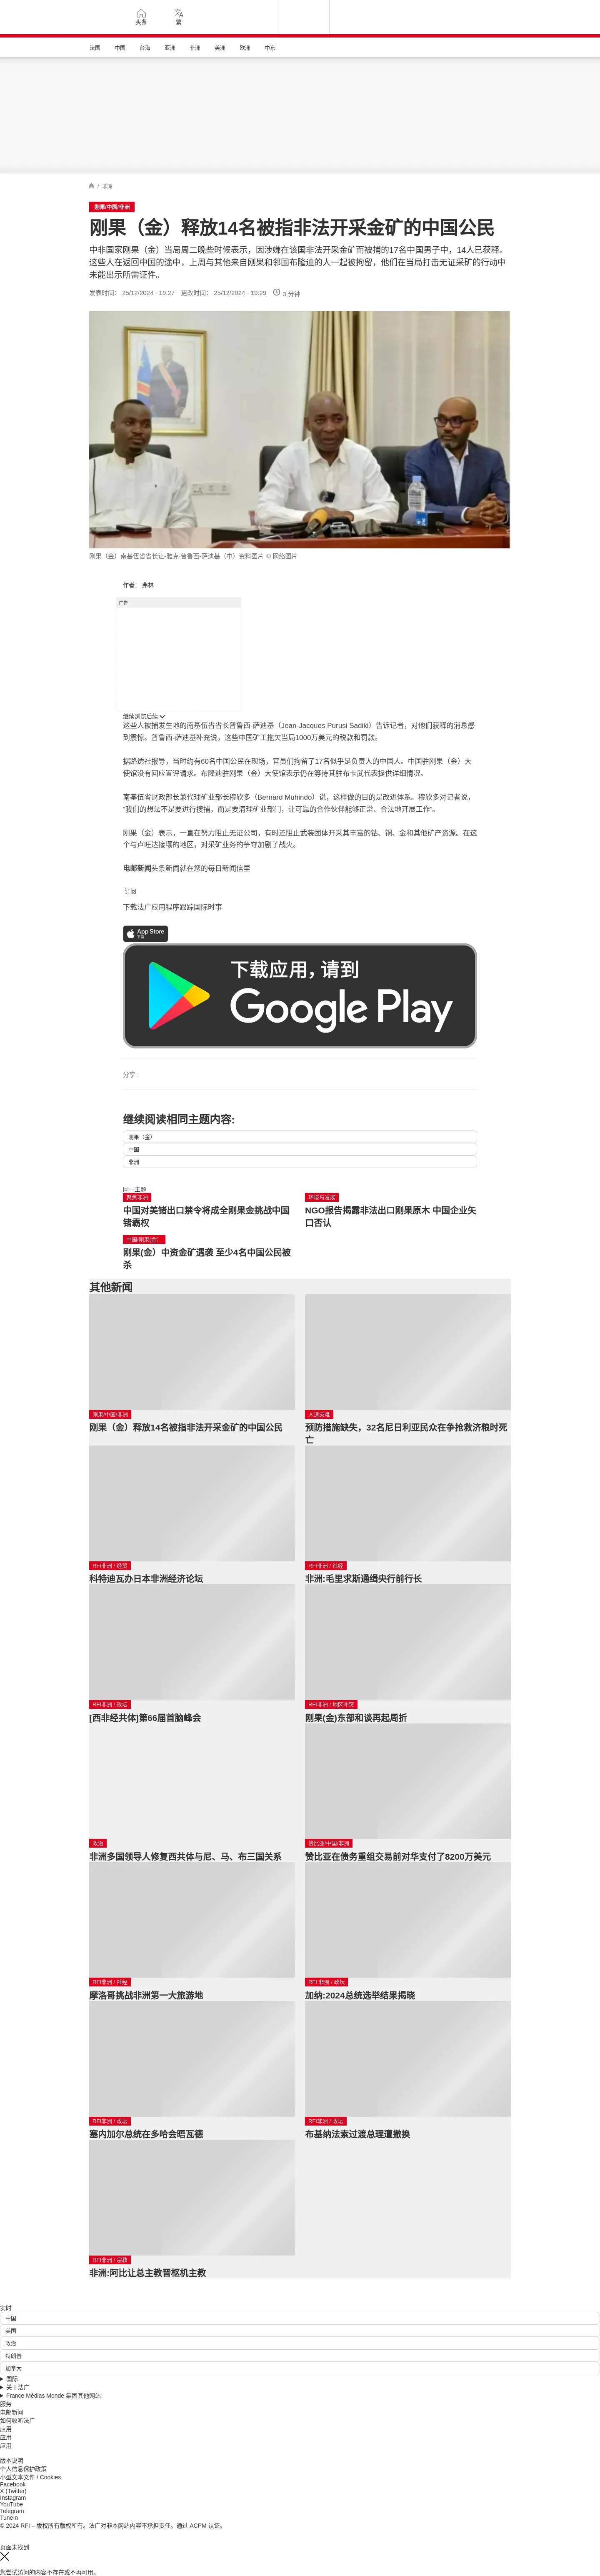 头条
繁
法国
中国
台海
亚洲
非洲
美洲
欧洲
中东
/ 非洲
刚果/中国/非洲
刚果（金）释放14名被指非法开采金矿的中国公民
中非国家刚果（金）当局周二晚些时候表示，因涉嫌在该国非法开采金矿而被捕的17名中国男子中，14人已获释。
这些人在返回中国的途中，上周与其他来自刚果和邻国布隆迪的人一起被拘留，他们在当局打击无证采矿的行动中
未能出示所需证件。
发表时间： 25/12/2024 - 19:27 更改时间： 25/12/2024 - 19:29 3 分钟
刚果（金）南基伍省省长让-雅克·普鲁西-萨迪基（中）资料图片 © 网络图片
作者： 弗林
广告
继续浏览后续
这些人被捕发生地的南基伍省省长普鲁西-萨迪基（Jean-Jacques Purusi Sadiki）告诉记者，对他们获释的消息感
到震惊。普鲁西-萨迪基补充说，这些中国矿工拖欠当局1000万美元的税款和罚款。
据路透社报导，当时约有60名中国公民在现场，官员们拘留了17名似乎是负责人的中国人。中国驻刚果（金）大
使馆没有回应置评请求。布隆迪驻刚果（金）大使馆表示仍在等待其驻布卡武代表提供详细情况。
南基伍省财政部长兼代理矿业部长穆欣多（Bernard Muhindo）说，这样做的目的是改进体系。穆欣多对记者说，
“我们的想法不是要进行搜捕，而是要清理矿业部门，让可靠的合作伙伴能够正常、合法地开展工作”。
刚果（金）表示，一直在努力阻止无证公司，有时还阻止武装团体开采其丰富的钴、铜、金和其他矿产资源。在这
个与卢旺达接壤的地区，对采矿业务的争夺加剧了战火。
电邮新闻头条新闻就在您的每日新闻信里
订阅
下载法广应用程序跟踪国际时事
App Store
下载
下载应用，请到
Google Play
分享 :
继续阅读相同主题内容:
刚果（金）
中国
非洲
同一主题
聚焦非洲
中国对美锗出口禁令将成全刚果金挑战中国
锗霸权
环境与发展
NGO报告揭露非法出口刚果原木 中国企业矢
口否认
中国/刚果(金）
刚果(金）中资金矿遇袭 至少4名中国公民被
杀
其他新闻
刚果/中国/非洲
刚果（金）释放14名被指非法开采金矿的中国公民
人道灾难
预防措施缺失，32名尼日利亚民众在争抢救济粮时死
亡
RFI非洲 / 经贸
科特迪瓦办日本非洲经济论坛
RFI非洲 / 社经
非洲:毛里求斯通缉央行前行长
RFI非洲 / 政坛
[西非经共体]第66届首脑峰会
RFI非洲 / 地区冲突
刚果(金)东部和谈再起周折
政治
非洲多国领导人修复西共体与尼、马、布三国关系
赞比亚/中国/非洲
赞比亚在债务重组交易前对华支付了8200万美元
RFI非洲 / 社经
摩洛哥挑战非洲第一大旅游地
RFI 非洲 / 政坛
加纳:2024总统选举结果揭晓
RFI非洲 / 政坛
塞内加尔总统在多哈会晤瓦德
RFI非洲 / 政坛
布基纳法索过渡总理遭撤换
RFI非洲 / 宗教
非洲:阿比让总主教晋枢机主教
实时
中国
美国
政治
特朗普
加拿大
国际
关于法广
France Médias Monde 集团其他网站
服务
电邮新闻
如何收听法广
应用
应用
应用
版本说明
个人信息保护政策
小型文本文件 / Cookies
Facebook
X (Twitter)
Instagram
YouTube
Telegram
TuneIn
© 2024 RFI – 版权所有版权所有。法广对非本网站内容不承担责任。通过 ACPM 认证。
页面未找到
您尝试访问的内容不存在或不再可用。